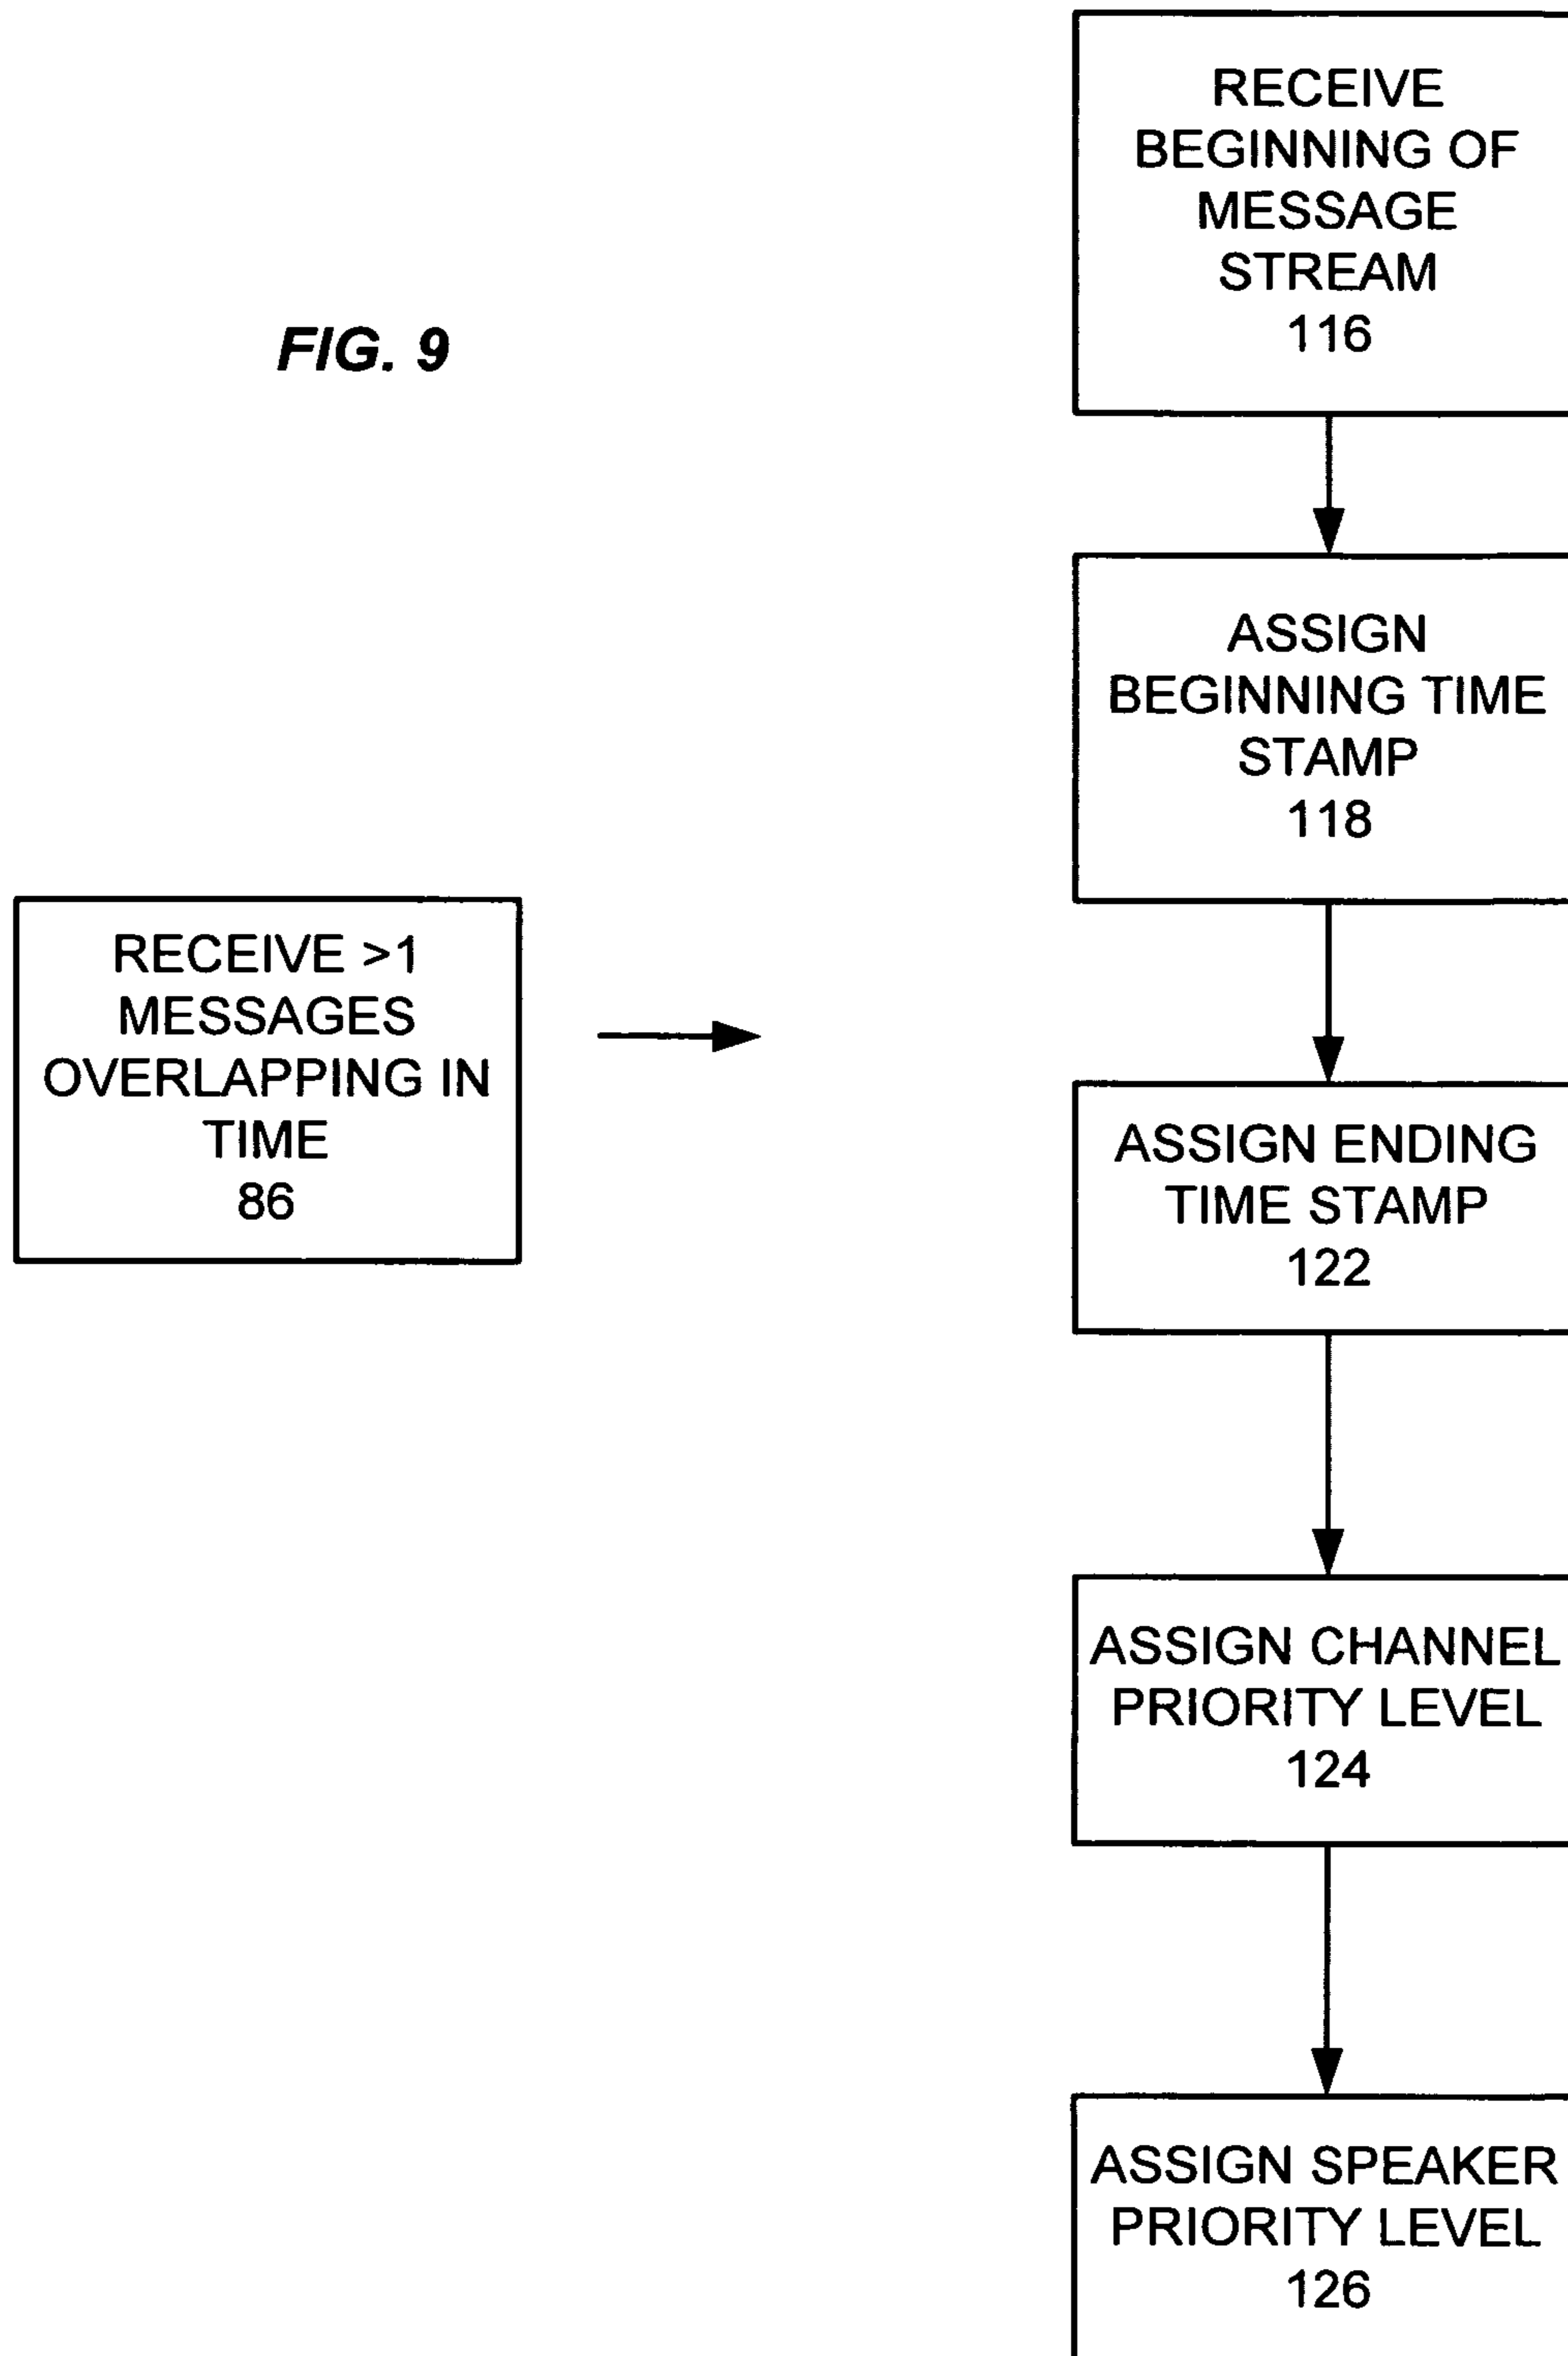 FIG. 9
RECEIVE >1
MESSAGES
OVERLAPPING IN
TIME
86
RECEIVE
BEGINNING OF
MESSAGE
STREAM
116
ASSIGN
BEGINNING TIME
STAMP
118
ASSIGN ENDING
TIME STAMP
122
ASSIGN CHANNEL
PRIORITY LEVEL
124
ASSIGN SPEAKER
PRIORITY LEVEL
126